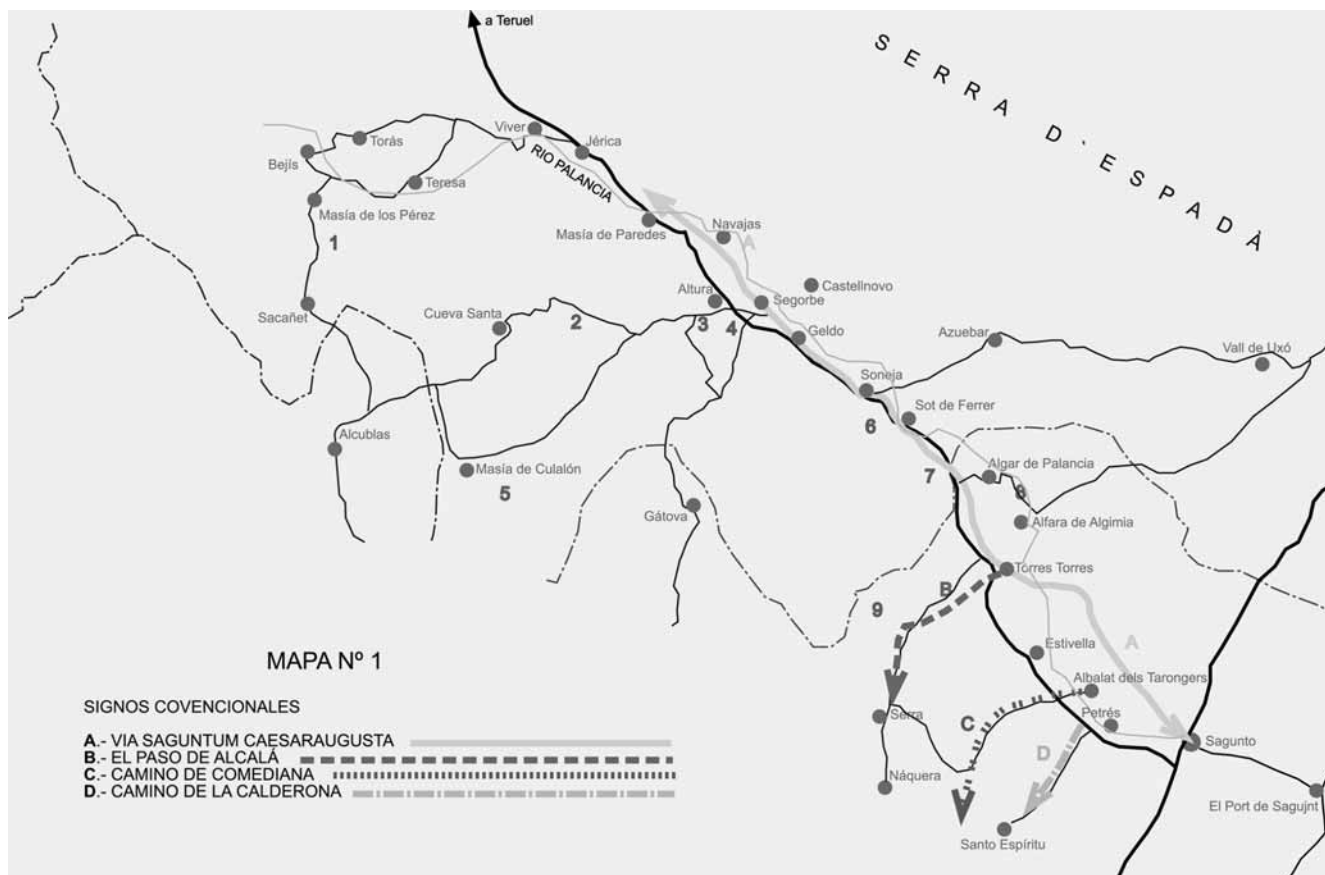 a Teruel
SERRA D'ESPADÀ
Viver
Torás
Jérica
Bejís
RIO PALANCIA
Teresa
Masía de los Pérez
Masía de Paredes
Navajas
1
A
Castellnovo
Altura
Segorbe
Sacañet
Cueva Santa
2
3
4
Geldo
Azuebar
Vall de Uxó
Soneja
Sot de Ferrer
6
Alcublas
Masía de Culalón
7
Algar de Palancia
5
8
Gátova
Alfara de Algimia
Torres Torres
B
9
MAPA Nº 1
Estivella
A
Albalat dels Tarongers
SIGNOS COVENCIONALES
Serra
C
Petrés
A.- VIA SAGUNTUM CAESARAUGUSTA
D
Sagunto
B.- EL PASO DE ALCALÁ
C.- CAMINO DE COMEDIANA
Náquera
D.- CAMINO DE LA CALDERONA
El Port de Sagujnt
Santo Espíritu